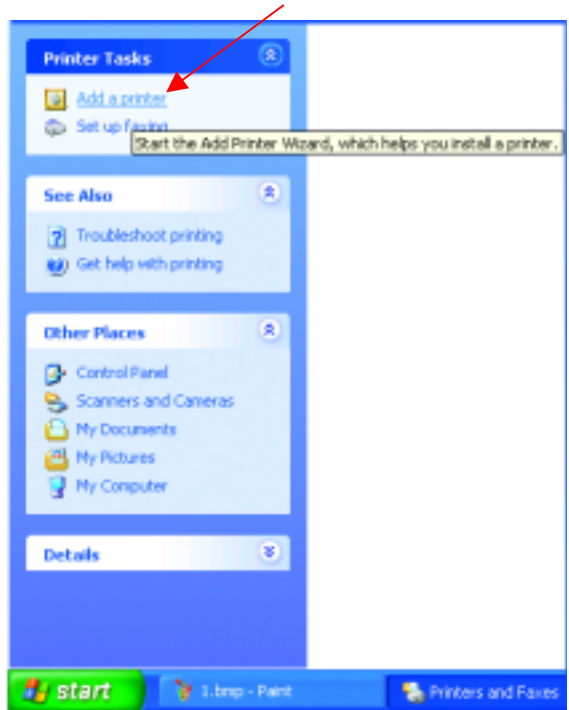 Printer Tasks
Add a printer
Set up faxing
Start the Add Printer Wizard, which helps you install a printer.
See Also
Troubleshoot printing
Get help with printing
Other Places
Control Panel
Scanners and Cameras
My Documents
My Pictures
My Computer
Details
start
1.bmp - Paint
Printers and Faxes